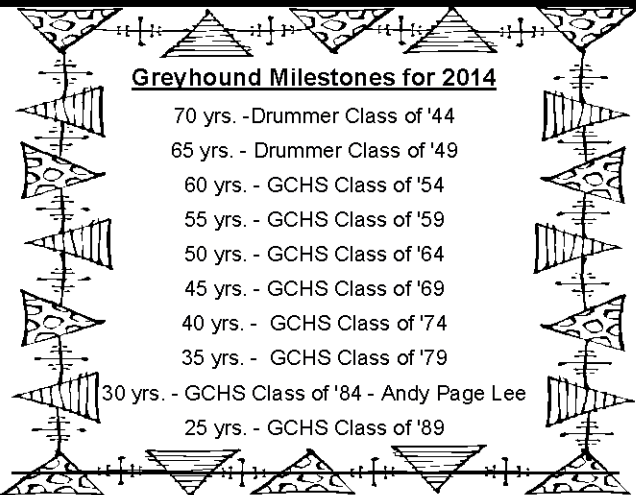 Greyhound Milestones for 2014
70 yrs. -Drummer Class of '44
65 yrs. - Drummer Class of '49
60 yrs. - GCHS Class of '54
55 yrs. - GCHS Class of '59
50 yrs. - GCHS Class of '64
45 yrs. - GCHS Class of '69
40 yrs. - GCHS Class of '74
35 yrs. - GCHS Class of '79
30 yrs. - GCHS Class of '84 - Andy Page Lee
25 yrs. - GCHS Class of '89